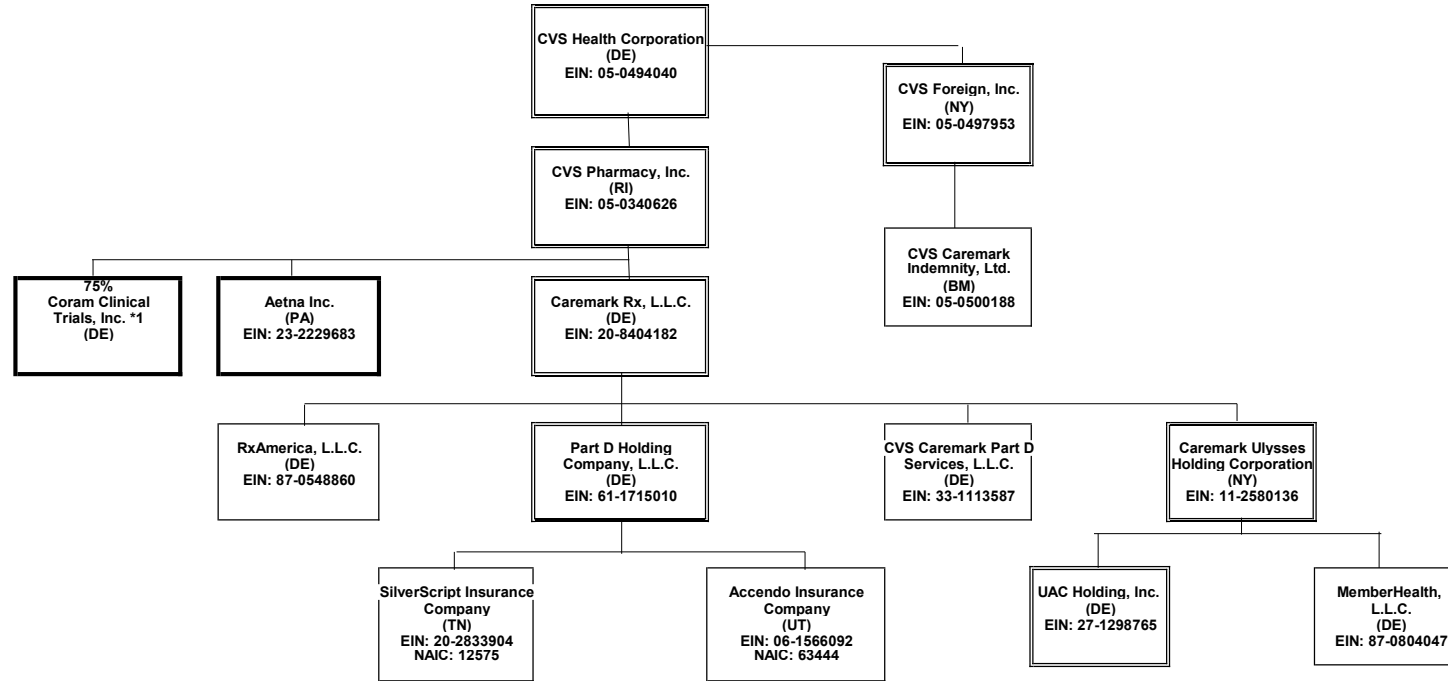 CVS Health Corporation
(DE)
EIN: 05-0494040
CVS Foreign, Inc.
(NY)
EIN: 05-0497953
CVS Pharmacy, Inc.
(RI)
EIN: 05-0340626
CVS Caremark
Indemnity, Ltd.
(BM)
EIN: 05-0500188
75%
Coram Clinical
Trials, Inc. *1
(DE)
Aetna Inc.
(PA)
EIN: 23-2229683
Caremark Rx, L.L.C.
(DE)
EIN: 20-8404182
RxAmerica, L.L.C.
(DE)
EIN: 87-0548860
Part D Holding
Company, L.L.C.
(DE)
EIN: 61-1715010
CVS Caremark Part D
Services, L.L.C.
(DE)
EIN: 33-1113587
Caremark Ulysses
Holding Corporation
(NY)
EIN: 11-2580136
SilverScript Insurance
Company
(TN)
EIN: 20-2833904
NAIC: 12575
Accendo Insurance
Company
(UT)
EIN: 06-1566092
NAIC: 63444
UAC Holding, Inc.
(DE)
EIN: 27-1298765
MemberHealth,
L.L.C.
(DE)
EIN: 87-0804047